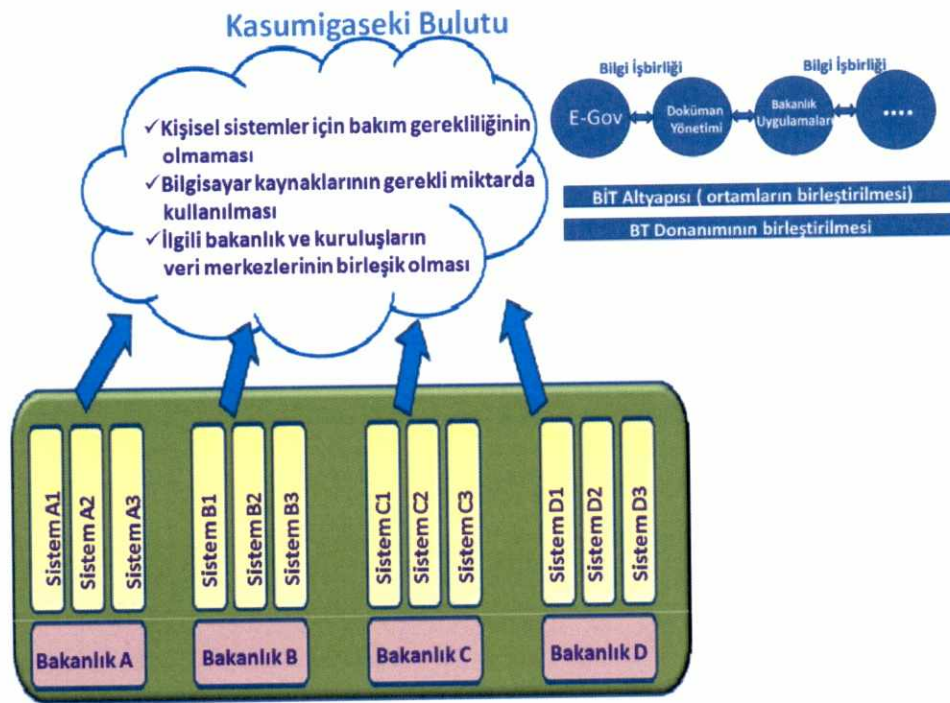 Kasumigaseki Bulutu
✓Kişisel sistemler için bakım gerekliliğinin
olmaması
✓Bilgisayar kaynaklarının gerekli miktarda
kullanılması
✓İlgili bakanlık ve kuruluşların
veri merkezlerinin birleşik olması
Bilgi İşbirliği
Bilgi İşbirliği
E-Gov
Doküman
Yönetimi
Bakanlık
Uygulamaları
....
BİT Altyapısı ( ortamların birleştirilmesi)
BT Donanımının birleştirilmesi
Sistem A1
Sistem A2
Sistem A3
Sistem B1
Sistem B2
Sistem B3
Sistem C1
Sistem C2
Sistem C3
Sistem D1
Sistem D2
Sistem D3
Bakanlık A
Bakanlık B
Bakanlık C
Bakanlık D